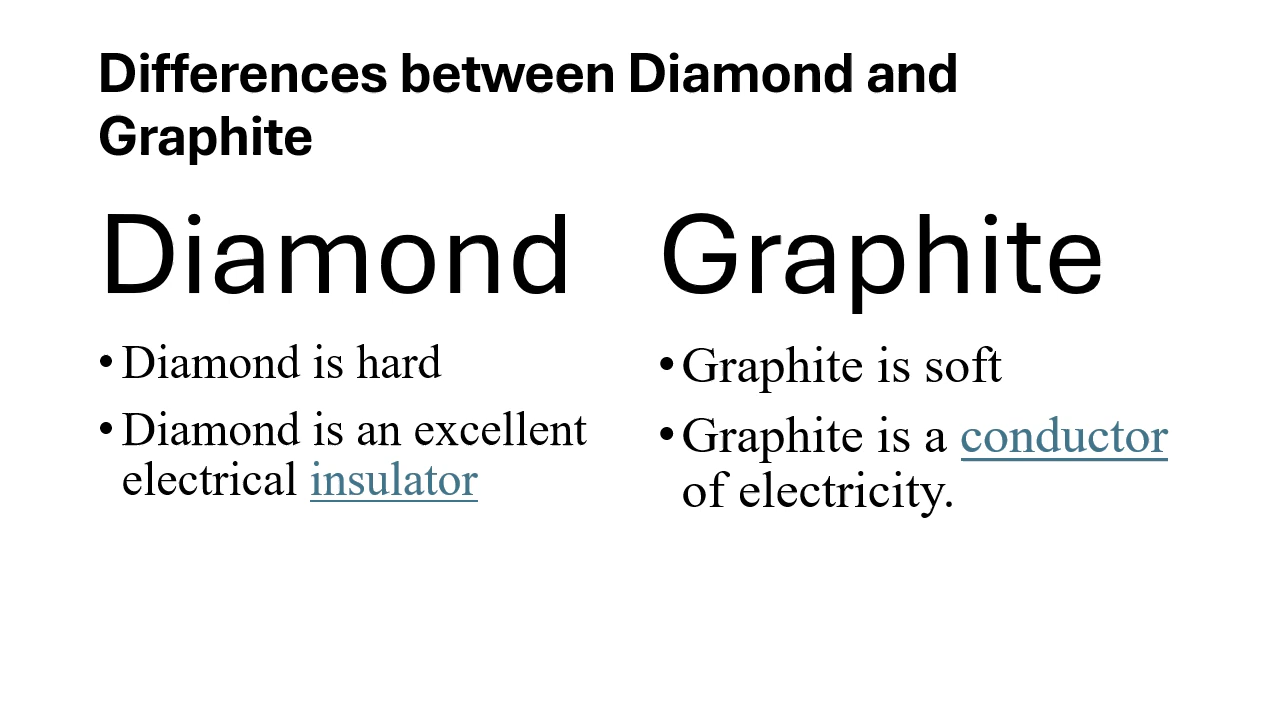 Differences between Diamond and
Graphite
Diamond
• Diamond is hard
• Diamond is an excellent
electrical insulator
Graphite
• Graphite is soft
• Graphite is a conductor
of electricity.